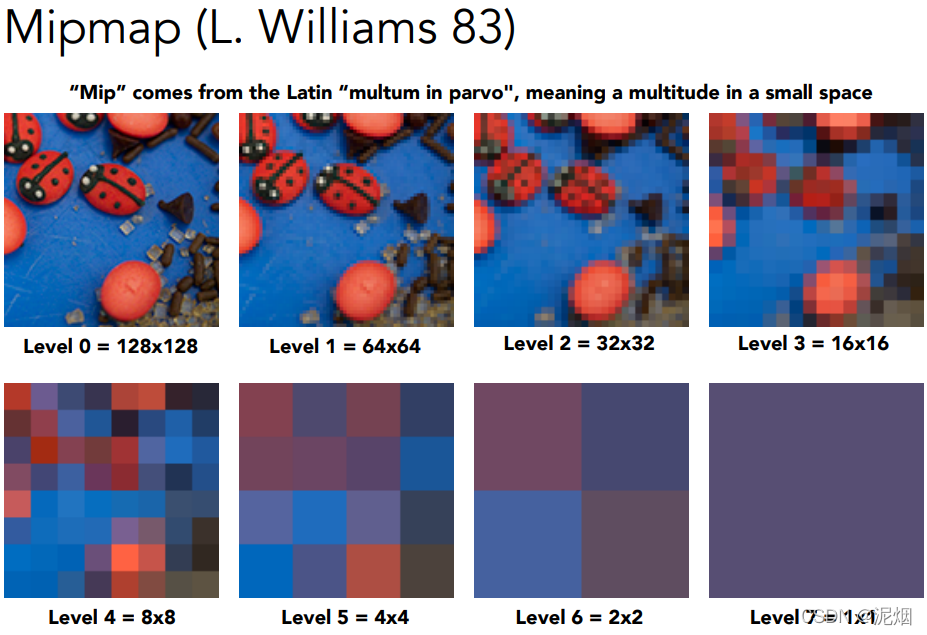 Mipmap (L. Williams 83)
“Mip” comes from the Latin “multum in parvo", meaning a multitude in a small space
Level 0 = 128x128
Level 1 = 64x64
Level 2 = 32x32
Level 3 = 16x16
Level 4 = 8x8
Level 5 = 4x4
Level 6 = 2x2
Level 7 = 1x1
CSDN @泥烟